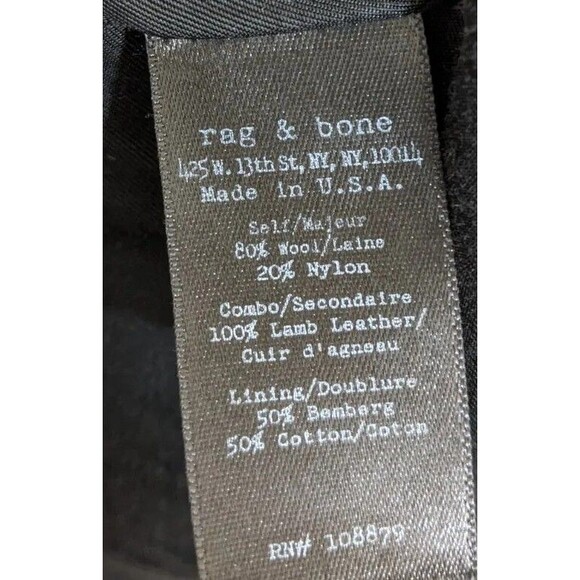 rag & bone
425 W. 13th St, NY, NY, 10014
Made in U.S.A.
Self/Majeur
80% Wool/Laine
20% Nylon
Combo/Secondaire
100% Lamb Leather/
Cuir d'agneau
Lining/Doublure
50% Bemberg
50% Cotton/Coton
RN# 108879